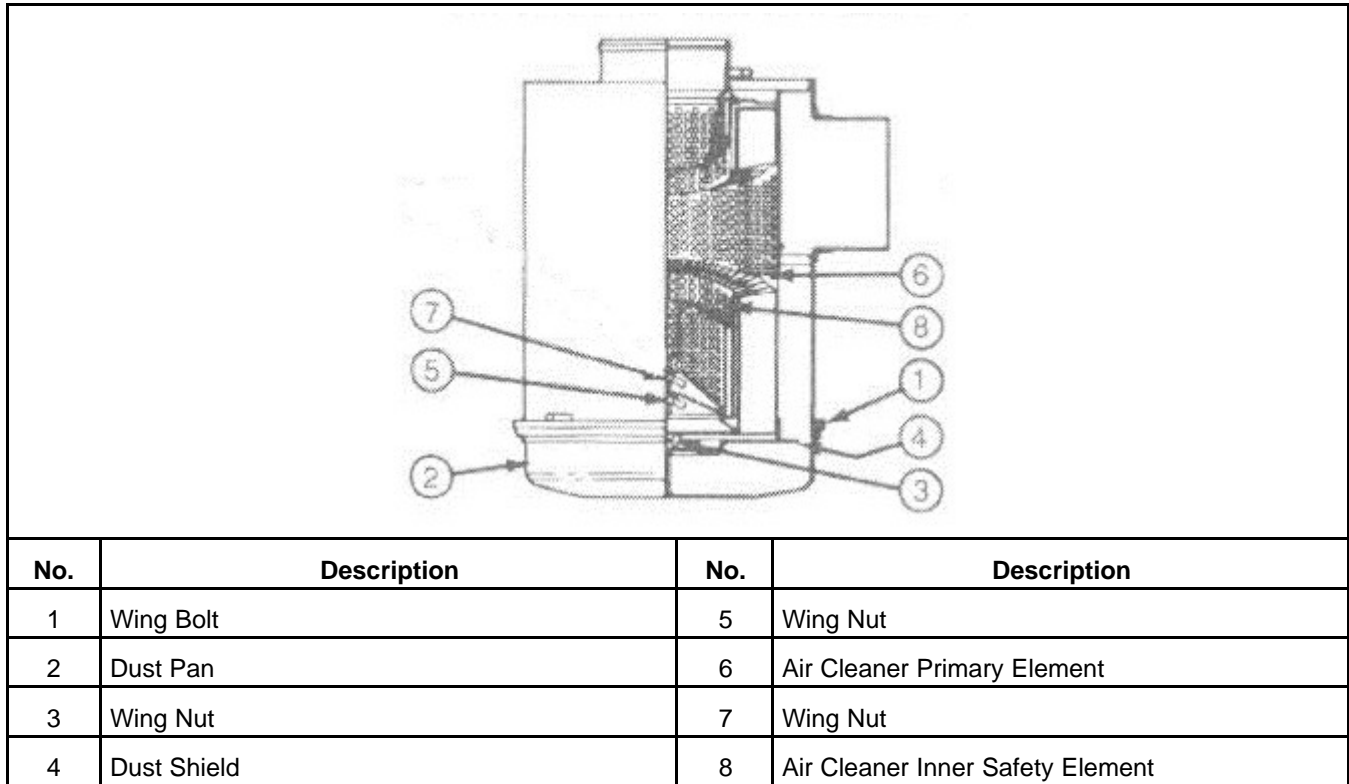 6
8
7
5
1
4
2
3
No. Description No. Description
1 Wing Bolt 5 Wing Nut
2 Dust Pan 6 Air Cleaner Primary Element
3 Wing Nut 7 Wing Nut
4 Dust Shield 8 Air Cleaner Inner Safety Element